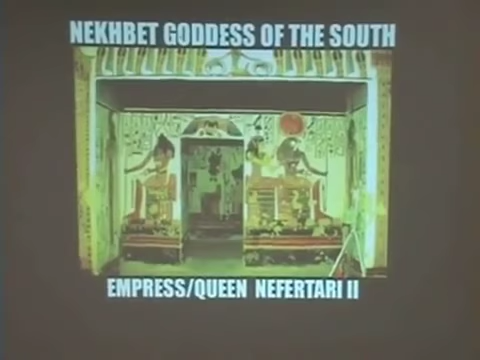 NEKHBET GODDESS OF THE SOUTH
EMPRESS/QUEEN NEFERTARI II